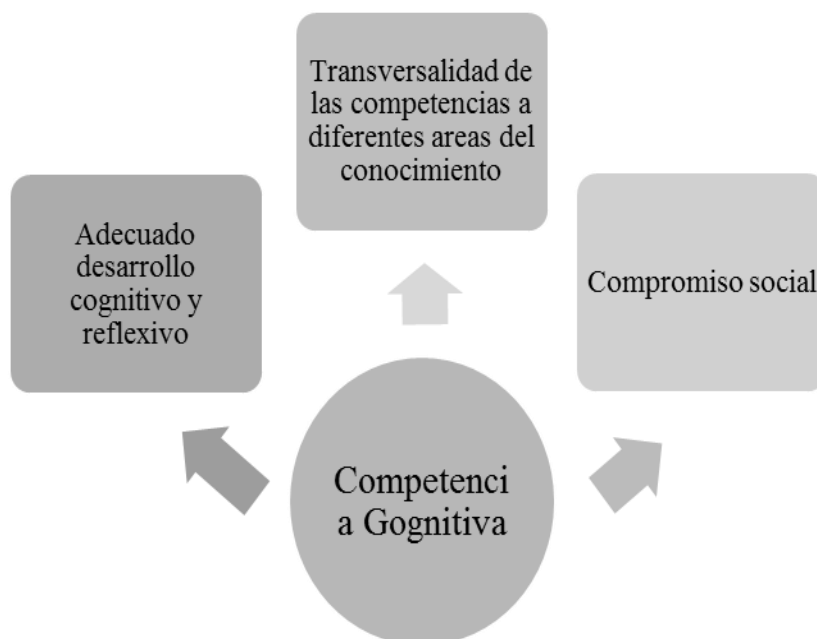 Transversalidad de
las competencias a
diferentes areas del
conocimiento
Adecuado
desarrollo
cognitivo y
reflexivo
Compromiso social
Competenci
a Gognitiva